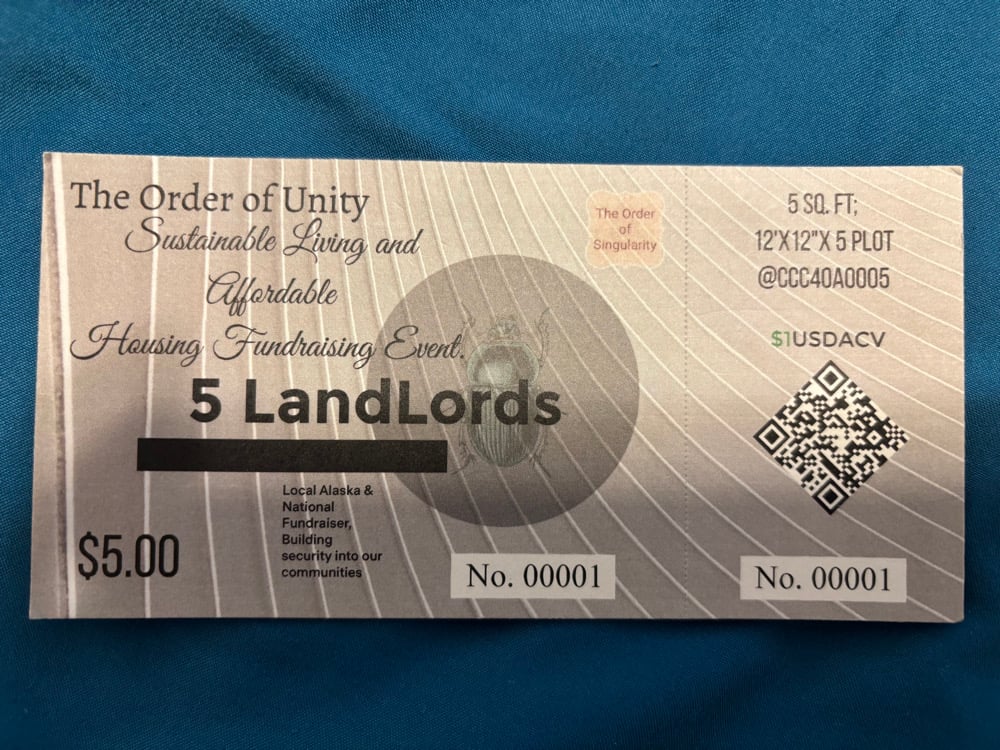 The Order of Unity
Sustainable Living and
Affordable
Housing Fundraising Event.
5 LandLords
Local Alaska &
National
Fundraiser,
Building
security into our
communities
$5.00
No. 00001
The Order
of
Singularity
5 SQ. FT;
12'X12"X 5 PLOT
@CCC40A0005
$1USDACV
No. 00001